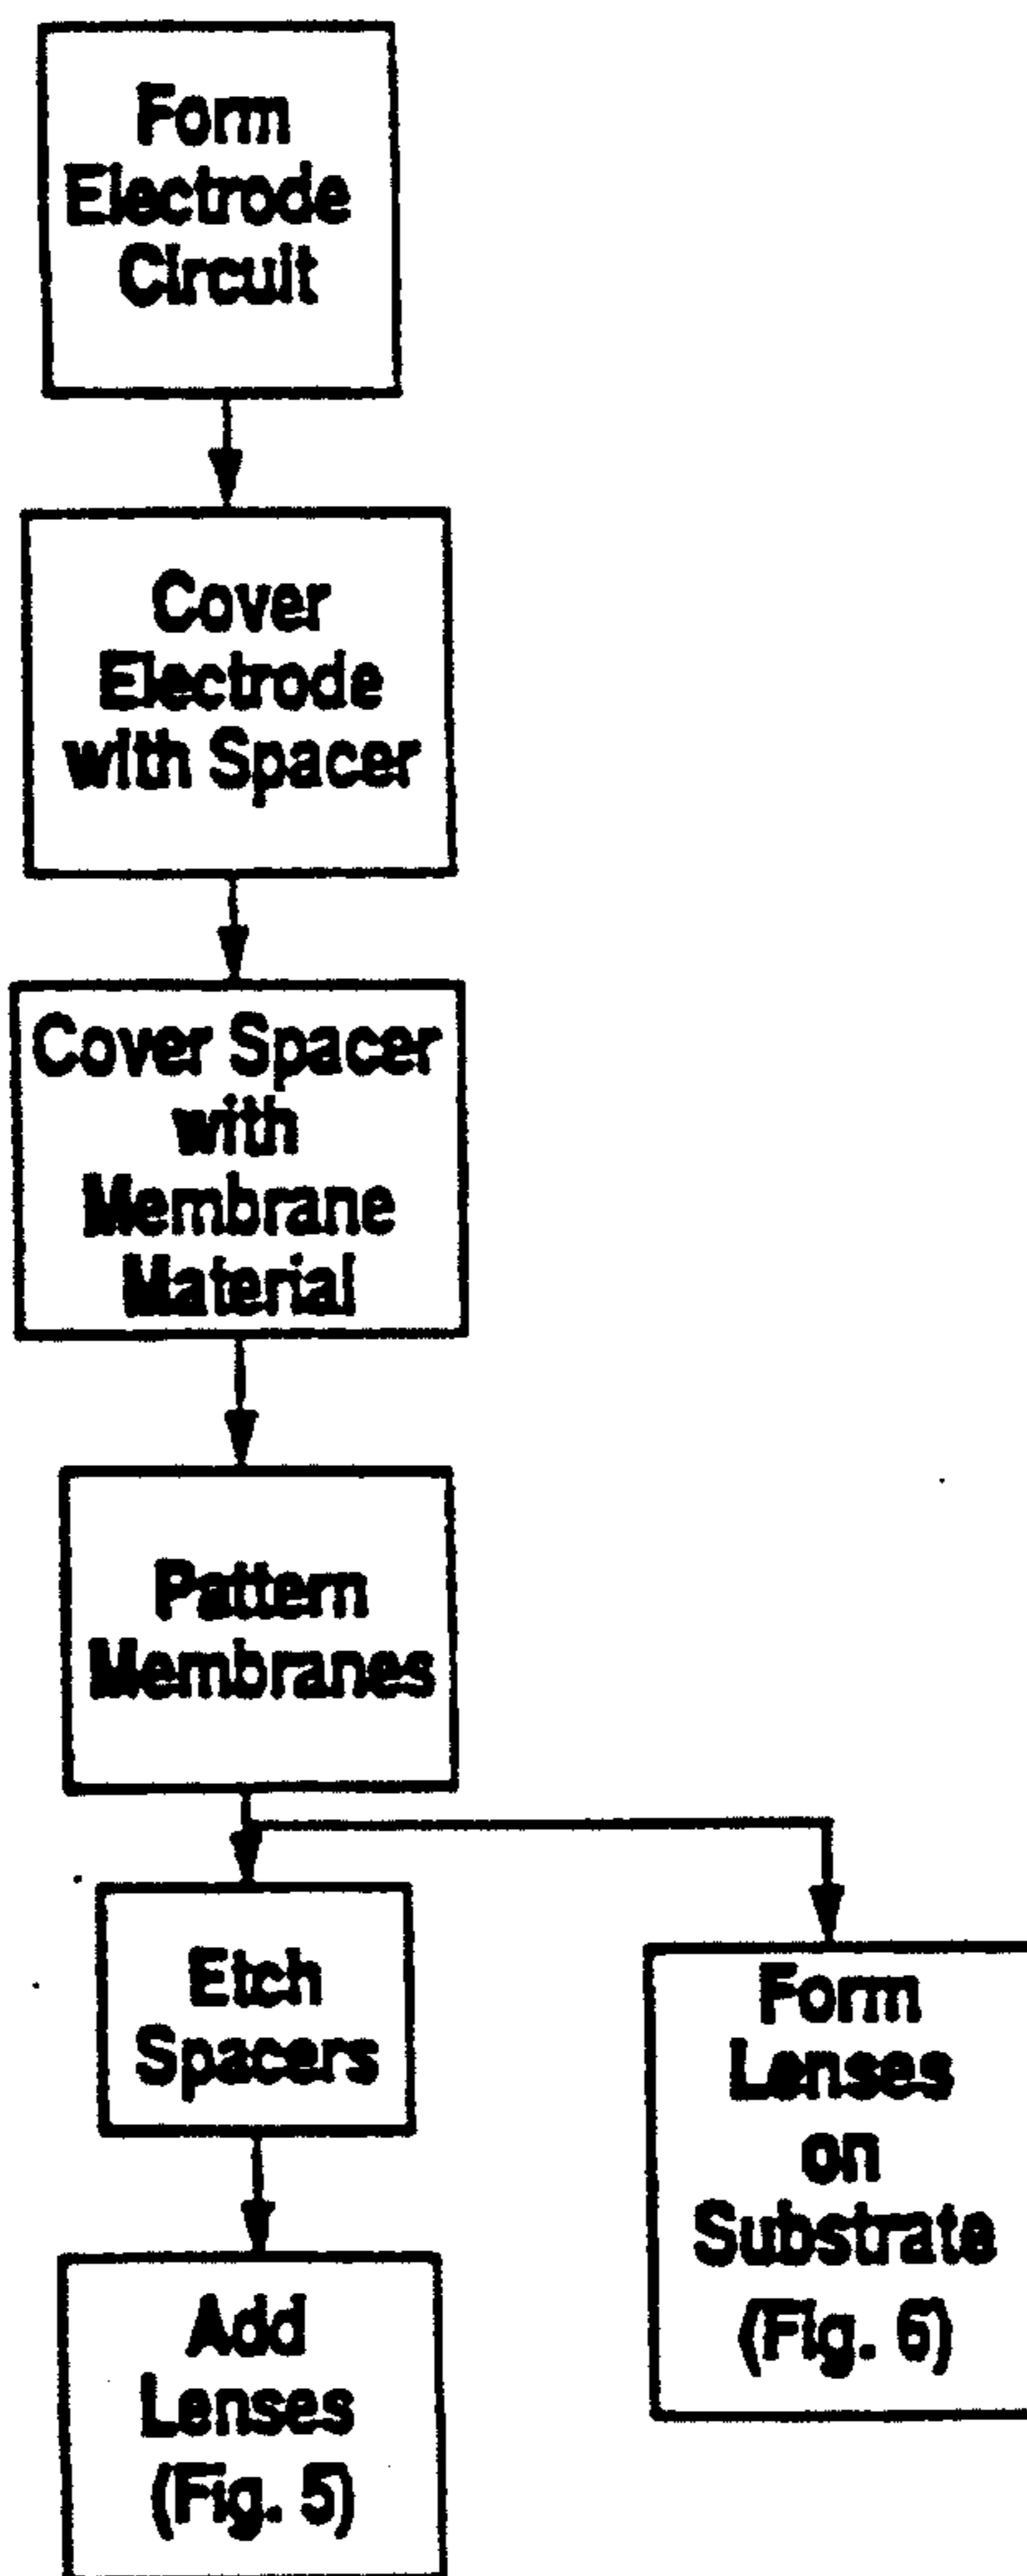 Form
Electrode
Circuit
Cover
Electrode
with Spacer
Cover Spacer
with
Membrane
Material
Pattern
Membranes
Etch
Spacers
Add
Lenses
(Fig. 5)
Form
Lenses
on
Substrate
(Fig. 6)